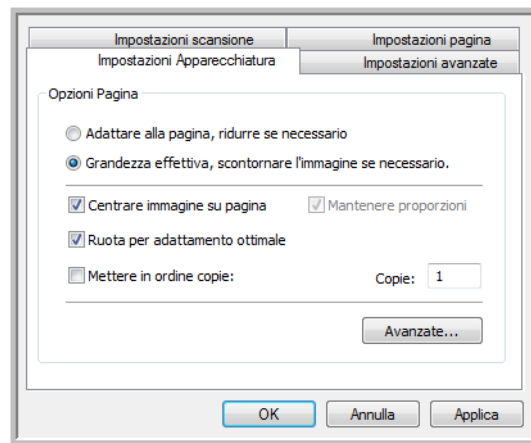 Impostazioni scansione Impostazioni pagina
Impostazioni Apparecchiatura Impostazioni avanzate
Opzioni Pagina
Adattare alla pagina, ridurre se necessario
Grandezza effettiva, scontornare l'immagine se necessario.
Centrare immagine su pagina Mantenere proporzioni
Ruota per adattamento ottimale
Mettere in ordine copie: Copie: 1
Avanzate...
OK Annulla Applica